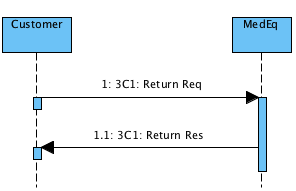 Customer
MedEq
1: 3C1: Return Req
1.1: 3C1: Return Res